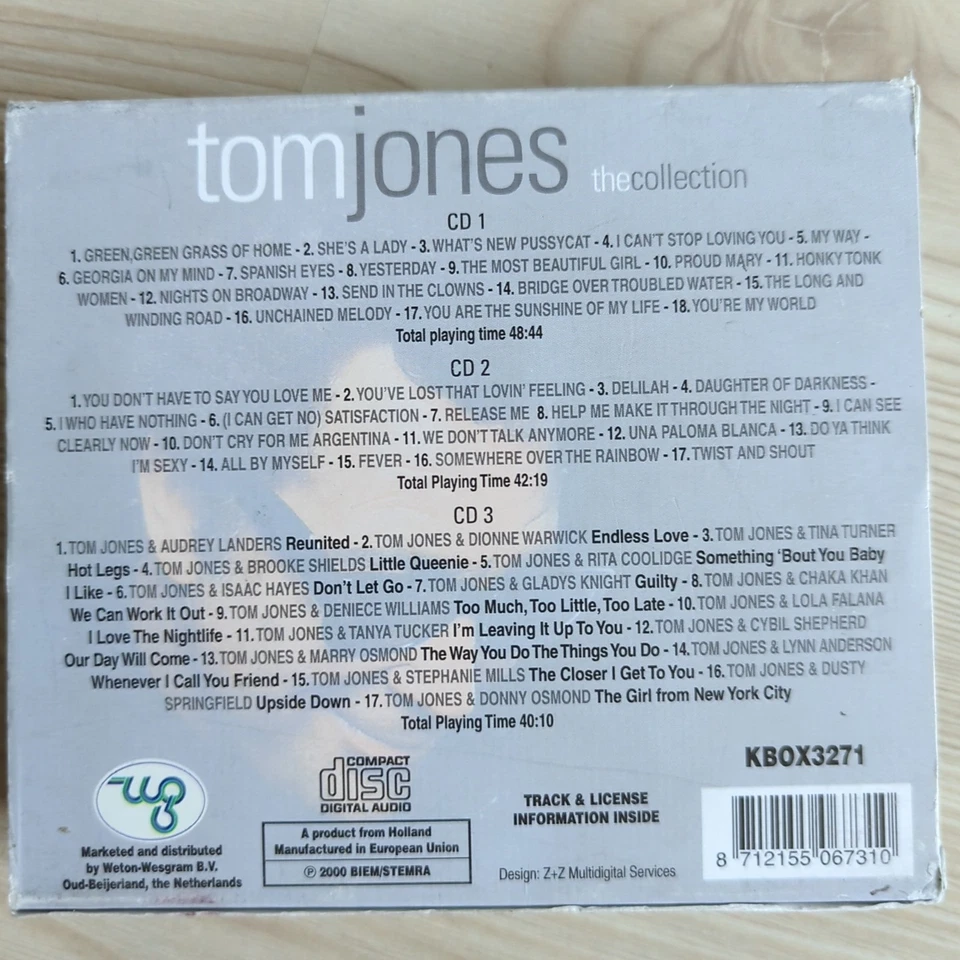 tomjones thecollection
CD 1
1. GREEN,GREEN GRASS OF HOME - 2. SHE'S A LADY - 3. WHAT'S NEW PUSSYCAT - 4. I CAN'T STOP LOVING YOU - 5. MY WAY -
6. GEORGIA ON MY MIND - 7. SPANISH EYES - 8. YESTERDAY - 9. THE MOST BEAUTIFUL GIRL - 10. PROUD MARY - 11. HONKY TONK
WOMEN - 12. NIGHTS ON BROADWAY - 13. SEND IN THE CLOWNS - 14. BRIDGE OVER TROUBLED WATER - 15. THE LONG AND
WINDING ROAD - 16. UNCHAINED MELODY - 17. YOU ARE THE SUNSHINE OF MY LIFE - 18. YOU'RE MY WORLD
Total playing time 48:44
CD 2
1. YOU DON'T HAVE TO SAY YOU LOVE ME - 2. YOU'VE LOST THAT LOVIN' FEELING - 3. DELILAH - 4. DAUGHTER OF DARKNESS -
5. I WHO HAVE NOTHING - 6. (I CAN GET NO) SATISFACTION - 7. RELEASE ME 8. HELP ME MAKE IT THROUGH THE NIGHT - 9. I CAN SEE
CLEARLY NOW - 10. DON'T CRY FOR ME ARGENTINA - 11. WE DON'T TALK ANYMORE - 12. UNA PALOMA BLANCA - 13. DO YA THINK
I'M SEXY - 14. ALL BY MYSELF - 15. FEVER - 16. SOMEWHERE OVER THE RAINBOW - 17. TWIST AND SHOUT
Total Playing Time 42:19
CD 3
1. TOM JONES & AUDREY LANDERS Reunited - 2. TOM JONES & DIONNE WARWICK Endless Love - 3. TOM JONES & TINA TURNER
Hot Legs - 4. TOM JONES & BROOKE SHIELDS Little Queenie - 5. TOM JONES & RITA COOLIDGE Something 'Bout You Baby
I Like - 6. TOM JONES & ISAAC HAYES Don't Let Go - 7. TOM JONES & GLADYS KNIGHT Guilty - 8. TOM JONES & CHAKA KHAN
We Can Work It Out - 9. TOM JONES & DENIECE WILLIAMS Too Much, Too Little, Too Late - 10. TOM JONES & LOLA FALANA
I Love The Nightlife - 11. TOM JONES & TANYA TUCKER I'm Leaving It Up To You - 12. TOM JONES & CYBIL SHEPHERD
Our Day Will Come - 13. TOM JONES & MARRY OSMOND The Way You Do The Things You Do - 14. TOM JONES & LYNN ANDERSON
Whenever I Call You Friend - 15. TOM JONES & STEPHANIE MILLS The Closer I Get To You - 16. TOM JONES & DUSTY
SPRINGFIELD Upside Down - 17. TOM JONES & DONNY OSMOND The Girl from New York City
Total Playing Time 40:10
KBOX3271
wg
Marketed and distributed
by Weton-Wesgram B.V.
Oud-Beijerland, the Netherlands
COMPACT
disc
DIGITAL AUDIO
A product from Holland
Manufactured in European Union
℗ 2000 BIEM/STEMRA
TRACK & LICENSE
INFORMATION INSIDE
Design: Z+Z Multidigital Services
8 712155 067310